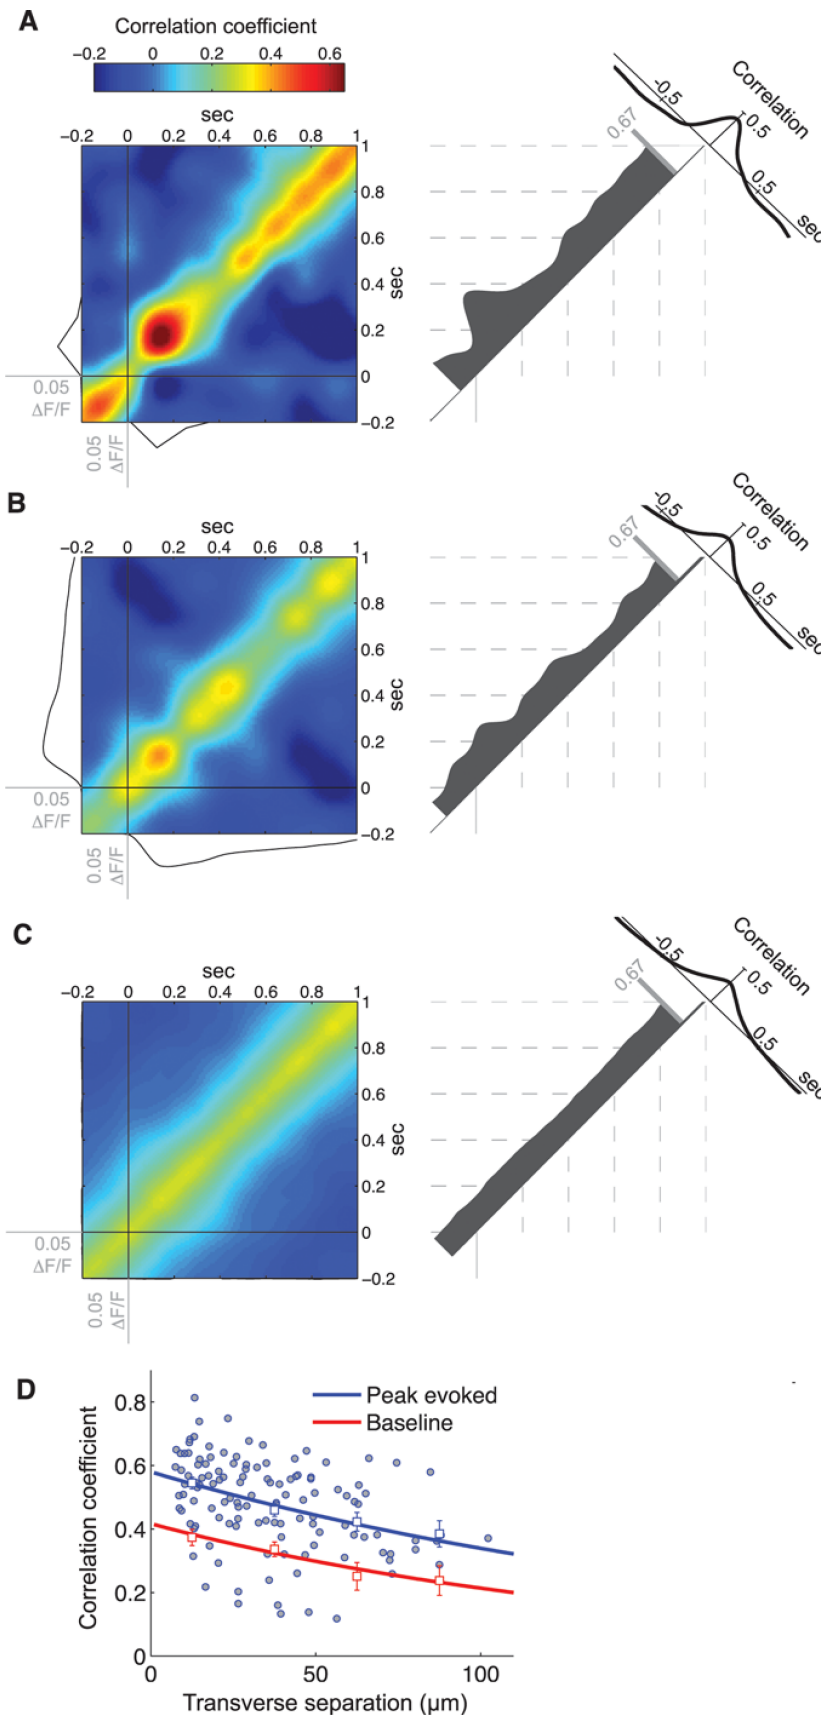 A
Correlation coefficient
−0.2 0 0.2 0.4 0.6
sec
−0.2 0 0.2 0.4 0.6 0.8 1
1
0.8
0.6
0.4
0.2
0
−0.2
sec
0.05
ΔF/F
0.05
ΔF/F
0.67
-0.5
0.5
Correlation
0.5
sec
B
sec
−0.2 0 0.2 0.4 0.6 0.8 1
1
0.8
0.6
0.4
0.2
0
−0.2
sec
0.05
ΔF/F
0.05
ΔF/F
0.67
-0.5
0.5
Correlation
0.5
sec
C
sec
−0.2 0 0.2 0.4 0.6 0.8 1
1
0.8
0.6
0.4
0.2
0
−0.2
sec
0.05
ΔF/F
0.05
ΔF/F
0.67
-0.5
0.5
Correlation
0.5
sec
D
Peak evoked
Baseline
Correlation coefficient
0.8
0.6
0.4
0.2
0
0 50 100
Transverse separation (µm)